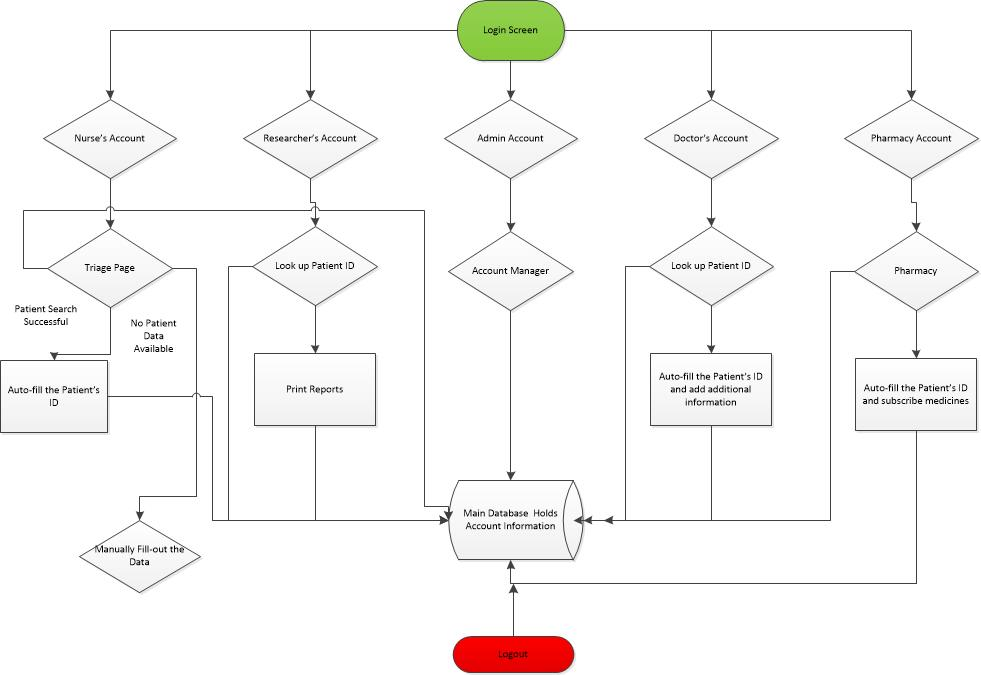 Login Screen
Nurse's Account
Researcher's Account
Admin Account
Doctor's Account
Pharmacy Account
Triage Page
Look up Patient ID
Account Manager
Look up Patient ID
Pharmacy
Patient Search
Successful
No Patient
Data
Available
Auto-fill the Patient's
ID
Print Reports
Auto-fill the Patient's ID
and add additional
information
Auto-fill the Patient's ID
and subscribe medicines
Main Database Holds
Account Information
Manually Fill-out the
Data
Logout